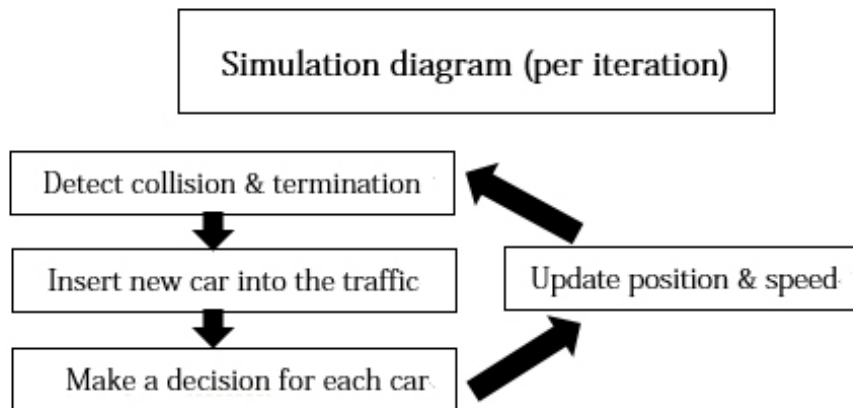 Simulation diagram (per iteration)
Detect collision & termination
Insert new car into the traffic
Update position & speed
Make a decision for each car